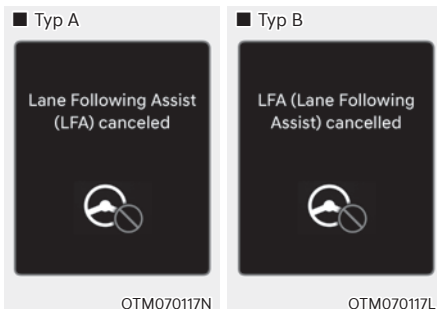 ■ Typ A
Lane Following Assist
(LFA) canceled
OTM070117N
■ Typ B
LFA (Lane Following
Assist) cancelled
OTM070117L